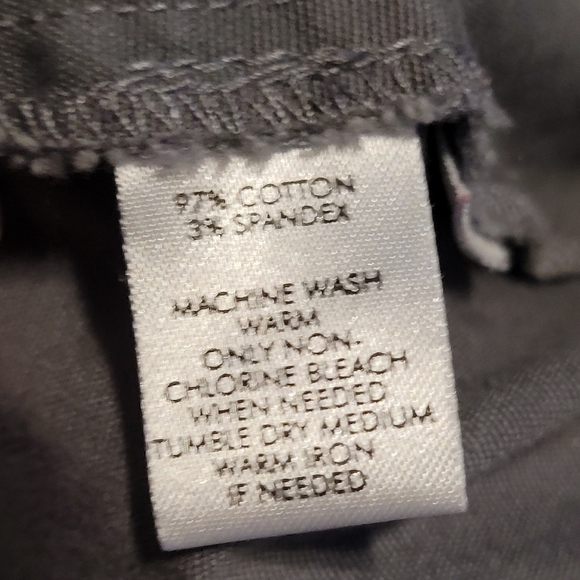 97% COTTON
3% SPANDEX
MACHINE WASH
WARM
ONLY NON-
CHLORINE BLEACH
WHEN NEEDED
TUMBLE DRY MEDIUM
WARM IRON
IF NEEDED